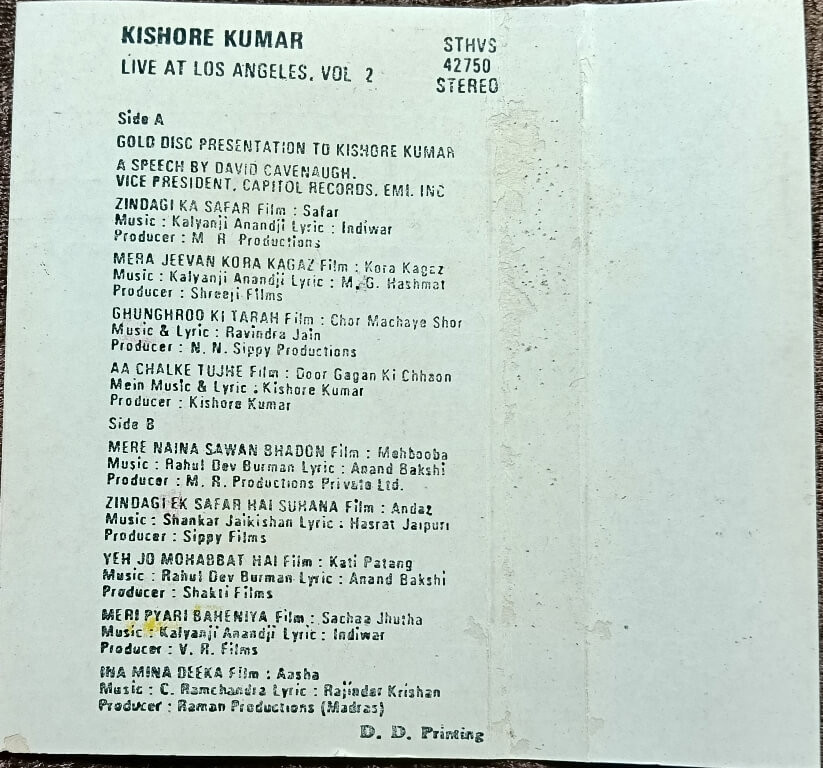 KISHORE KUMAR
LIVE AT LOS ANGELES, VOL 2
STHVS
42750
STEREO
Side A
GOLD DISC PRESENTATION TO KISHORE KUMAR
A SPEECH BY DAVID CAVENAUGH.
VICE PRESIDENT, CAPITOL RECORDS, EMI. INC
ZINDAGI KA SAFAR Film : Safar
Music : Kalyanji Anandji Lyric : Indiwar
Producer : M R Productions
MERA JEEVAN KORA KAGAZ Film : Kora Kagaz
Music : Kalyanji Anandji Lyric : M. G. Hashmat
Producer : Shreeji Films
GHUNGHROO KI TARAH Film : Chor Machaye Shor
Music & Lyric : Ravindra Jain
Producer : N. N. Sippy Productions
AA CHALKE TUJHE Film : Door Gagan Ki Chhaon
Mein Music & Lyric : Kishore Kumar
Producer : Kishore Kumar
Side B
MERE NAINA SAWAN BHADON Film : Mehbooba
Music : Rahul Dev Burman Lyric : Anand Bakshi
Producer : M. R. Productions Private Ltd.
ZINDAGI EK SAFAR HAI SUHANA Film : Andaz
Music : Shankar Jaikishan Lyric : Hasrat Jaipuri
Producer : Sippy Films
YEH JO MOHABBAT HAI Film : Kati Patang
Music : Rahul Dev Burman Lyric : Anand Bakshi
Producer : Shakti Films
MERI PYARI BAHENIYA Film : Sachaa Jhutha
Music : Kalyanji Anandji Lyric : Indiwar
Producer : V. R. Films
INA MINA DEEKA Film : Aasha
Music : C. Ramchandra Lyric : Rajinder Krishan
Producer : Raman Productions (Madras)
D. D. Printing